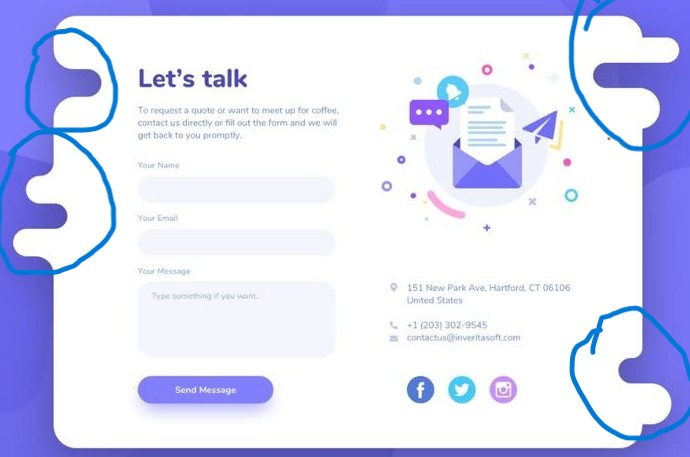 Let's talk
To request a quote or want to meet up for coffee,
contact us directly or fill out the form and we will
get back to you promptly.
Your Name
Your Email
Your Message
Type something if you want...
Send Message
151 New Park Ave, Hartford, CT 06106
United States
+1 (203) 302-9545
contactus@inveritasoft.com